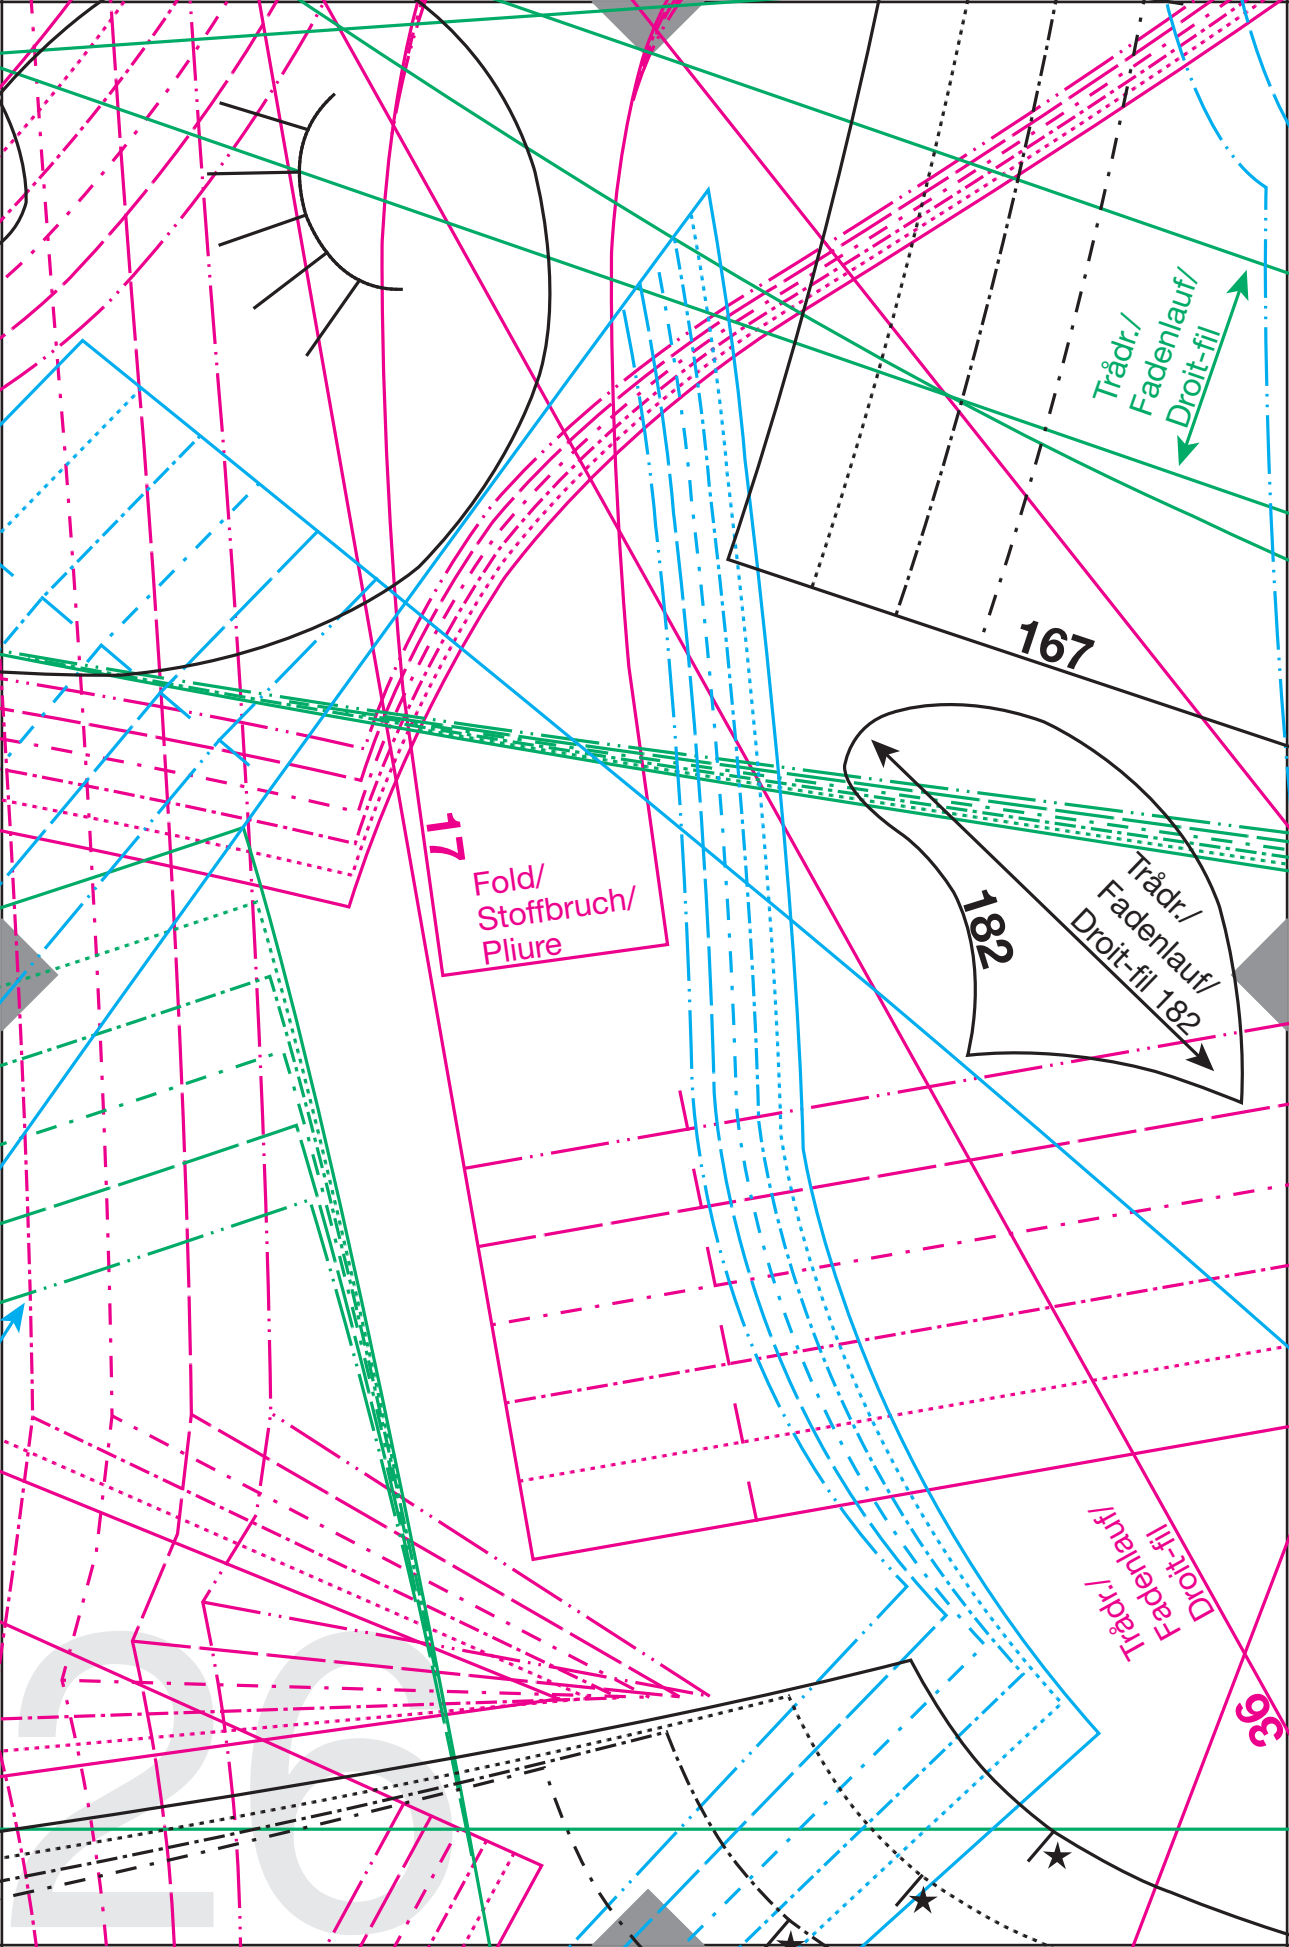 Trådr./
Fadenlauf/
Droit-fil
167
17
Fold/
Stoffbruch/
Pliure
182
Trådr./
Fadenlauf/
Droit-fil 182
Trådr./
Fadenlauf/
Droit-fil
36
26